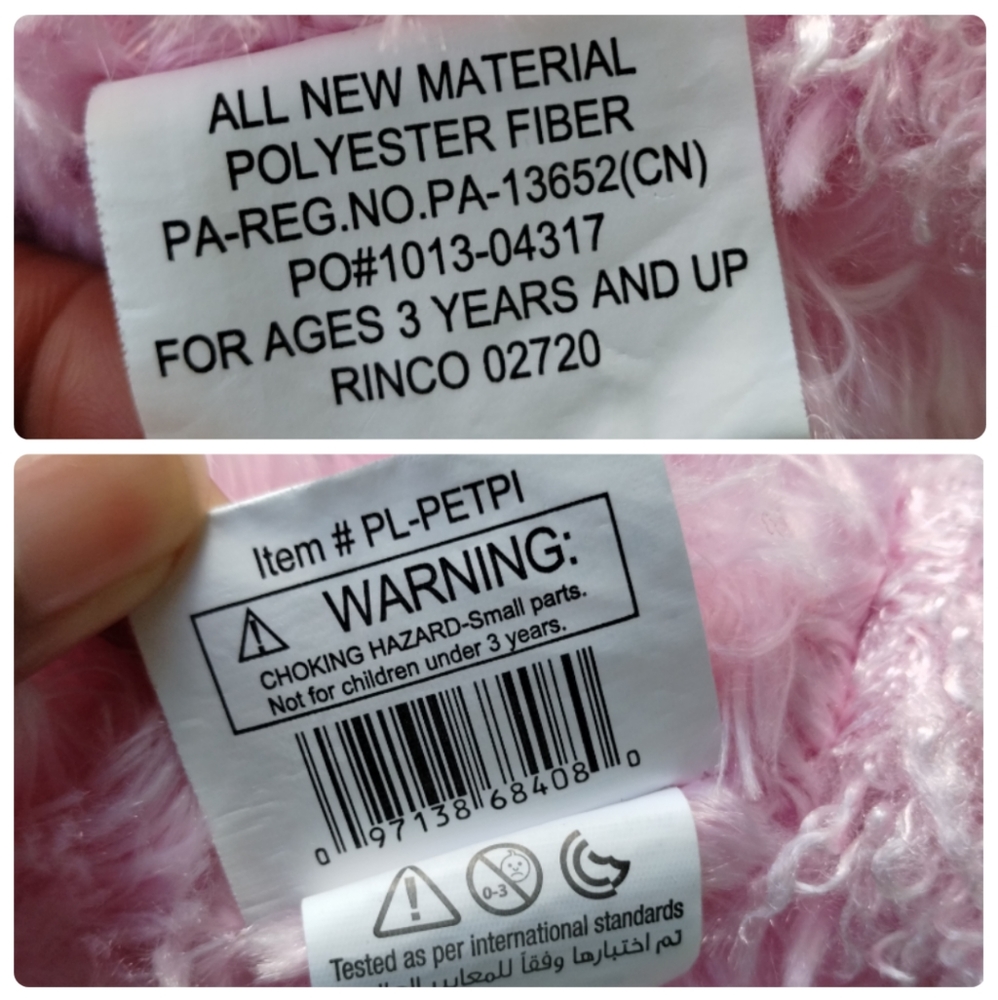 ALL NEW MATERIAL
POLYESTER FIBER
PA-REG.NO.PA-13652(CN)
PO#1013-04317
FOR AGES 3 YEARS AND UP
RINCO 02720
Item # PL-PETPI
WARNING:
CHOKING HAZARD-Small parts.
Not for children under 3 years.
0 97138 68408 0
0-3
Tested as per international standards
تم اختبارها وفقاً للمعايير